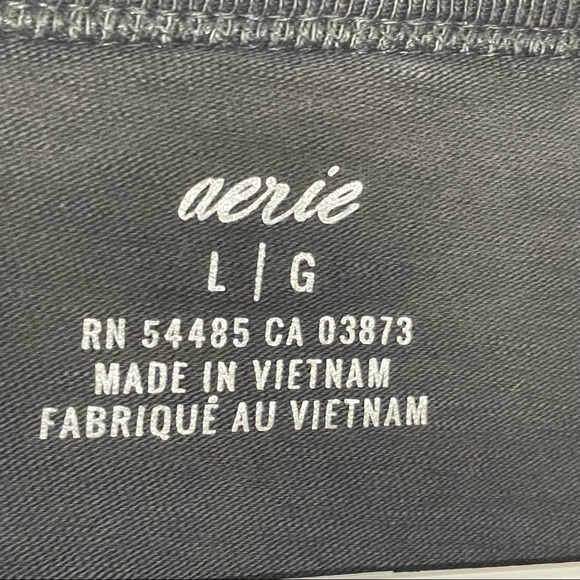 aerie
L | G
RN 54485 CA 03873
MADE IN VIETNAM
FABRIQUÉ AU VIETNAM